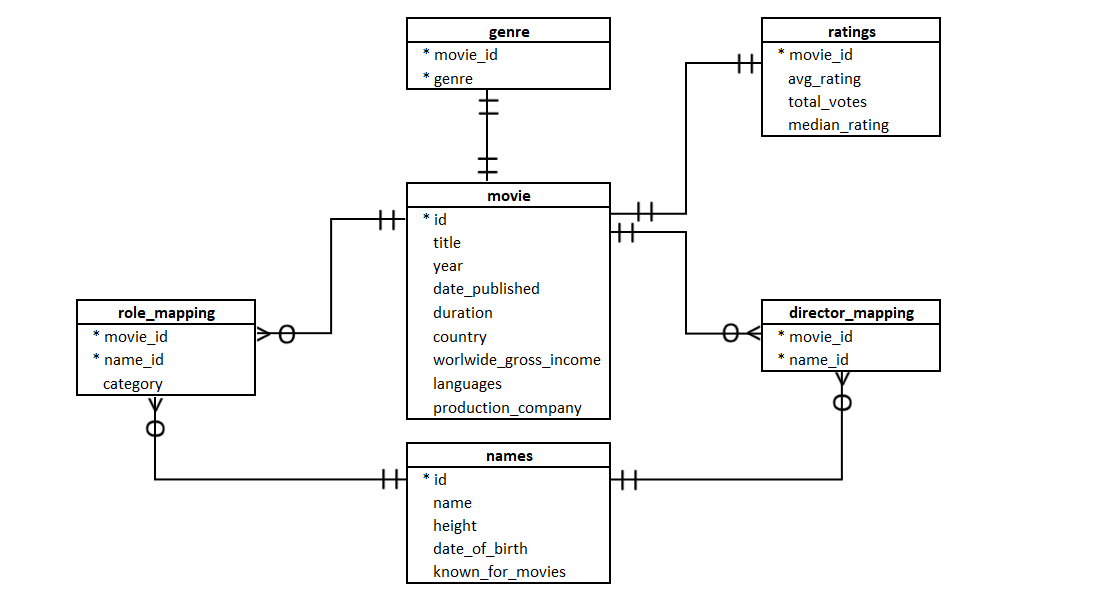 genre
* movie_id
* genre
ratings
* movie_id
avg_rating
total_votes
median_rating
movie
* id
title
year
date_published
duration
country
worlwide_gross_income
languages
production_company
role_mapping
* movie_id
* name_id
category
director_mapping
* movie_id
* name_id
names
* id
name
height
date_of_birth
known_for_movies